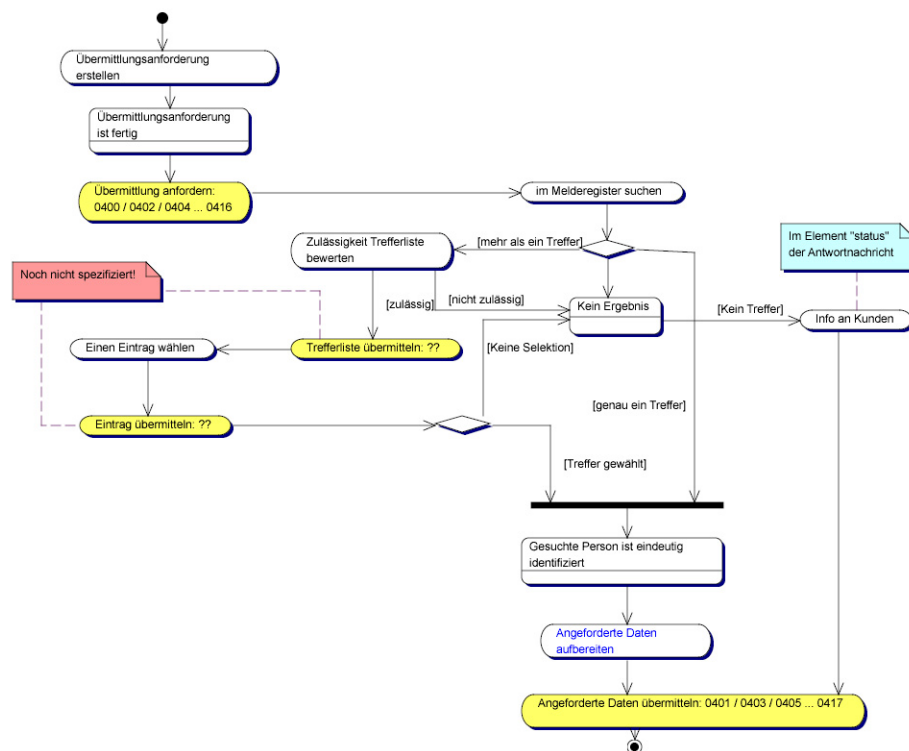 Übermittlungsanforderung
erstellen
Übermittlungsanforderung
ist fertig
Übermittlung anfordern:
0400 / 0402 / 0404 ... 0416
im Melderegister suchen
Zulässigkeit Trefferliste
bewerten
[mehr als ein Treffer]
Im Element "status"
der Antwortnachricht
Noch nicht spezifiziert!
[zulässig]
[nicht zulässig]
Kein Ergebnis
[Kein Treffer]
Info an Kunden
Einen Eintrag wählen
Trefferliste übermitteln: ??
[Keine Selektion]
[genau ein Treffer]
Eintrag übermitteln: ??
[Treffer gewählt]
Gesuchte Person ist eindeutig
identifiziert
Angeforderte Daten
aufbereiten
Angeforderte Daten übermitteln: 0401 / 0403 / 0405 ... 0417